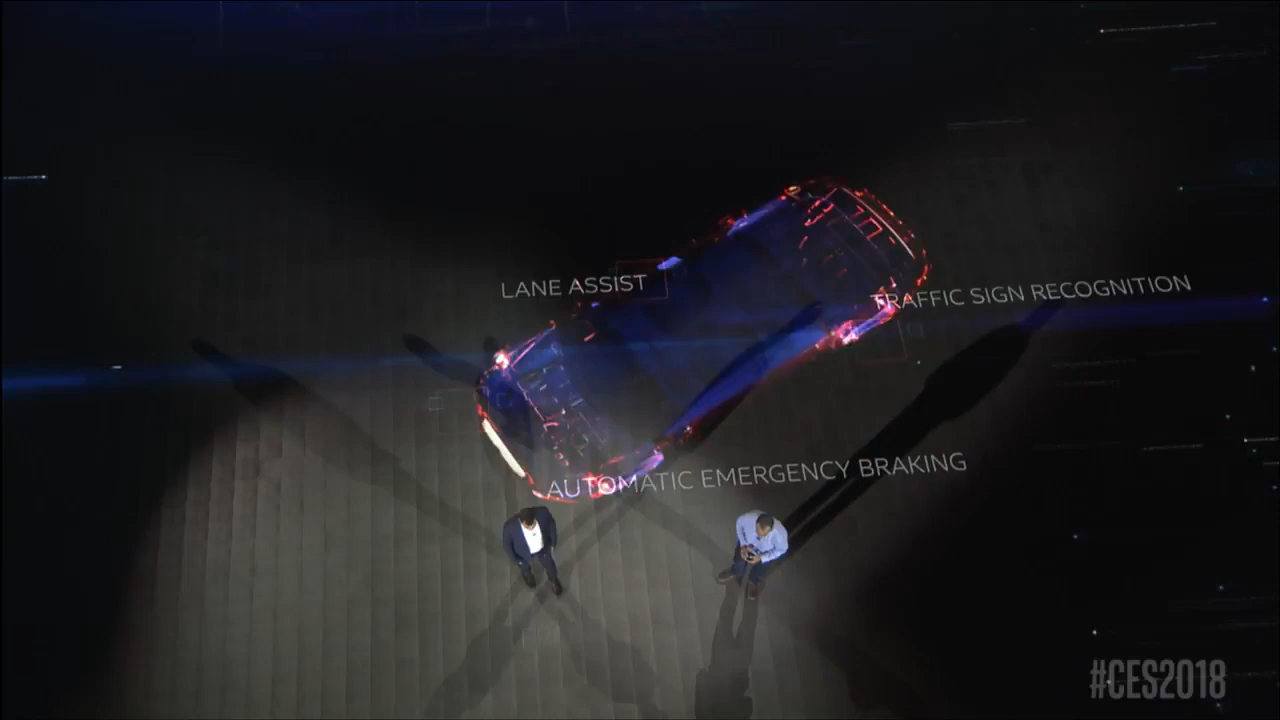 LANE ASSIST
TRAFFIC SIGN RECOGNITION
AUTOMATIC EMERGENCY BRAKING
#CES2018